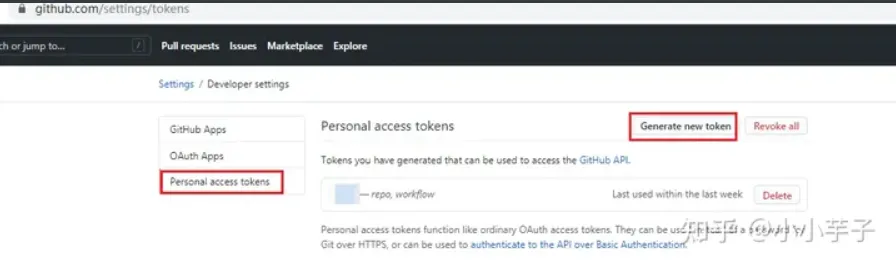 github.com/settings/tokens
ch or jump to... / Pull requests Issues Marketplace Explore
Settings / Developer settings
GitHub Apps
OAuth Apps
Personal access tokens
Personal access tokens Generate new token Revoke all
Tokens you have generated that can be used to access the GitHub API.
— repo, workflow Last used within the last week Delete
Personal access tokens function like ordinary OAuth access tokens. They can be used
Git over HTTPS, or can be used to authenticate to the API over Basic Authentication.
知乎 @小小芋子